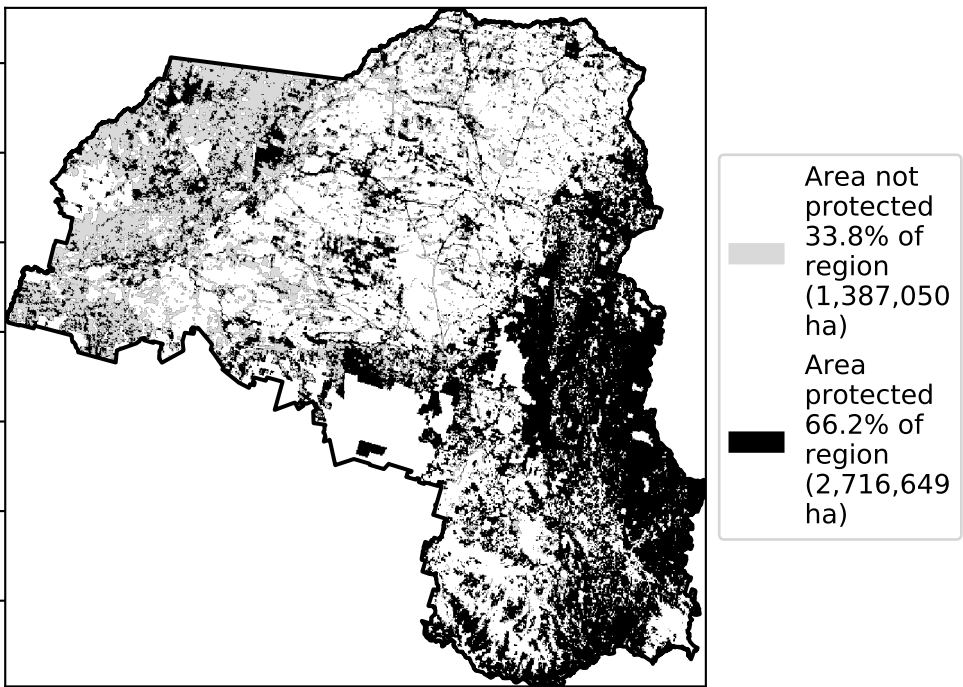 Area not
protected
33.8% of
region
(1,387,050
ha)
Area
protected
66.2% of
region
(2,716,649
ha)